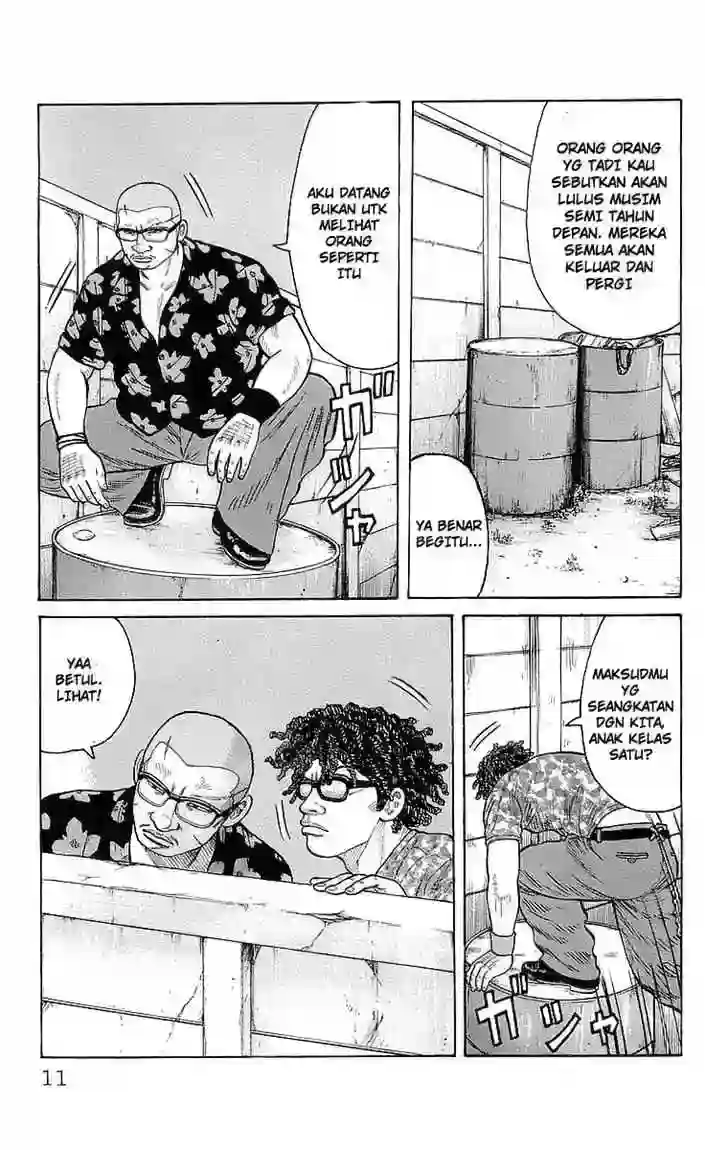 ORANG ORANG
YG TADI KAU
SEBUTKAN AKAN
LULUS MUSIM
SEMI TAHUN
DEPAN. MEREKA
SEMUA AKAN
KELUAR DAN
PERGI
YA BENAR
BEGITU...
AKU DATANG
BUKAN UTK
MELIHAT
ORANG
SEPERTI
ITU
ガシャ
MAKSUDMU
YG
SEANGKATAN
DGN KITA,
ANAK KELAS
SATU?
ガシャ
YAA
BETUL.
LIHAT!
11